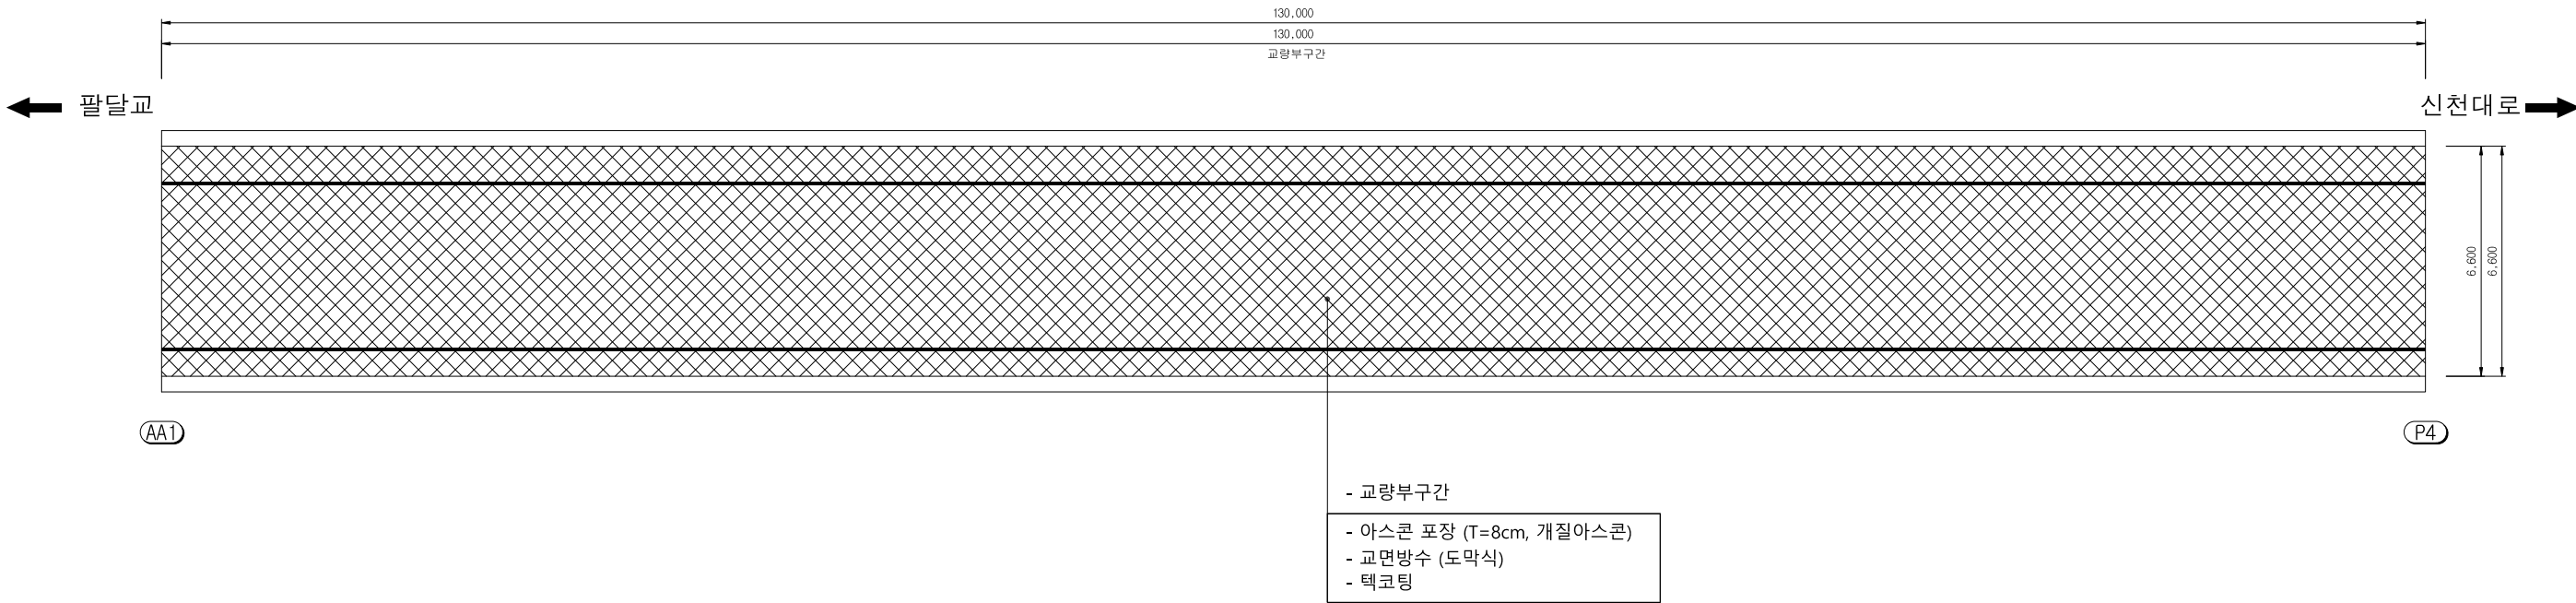 130,000
130,000
교량부구간
팔달교
신천대로
6,600
6,600
AA1
P4
- 교량부구간
- 아스콘 포장 (T=8cm, 개질아스콘)
- 교면방수 (도막식)
- 텍코팅